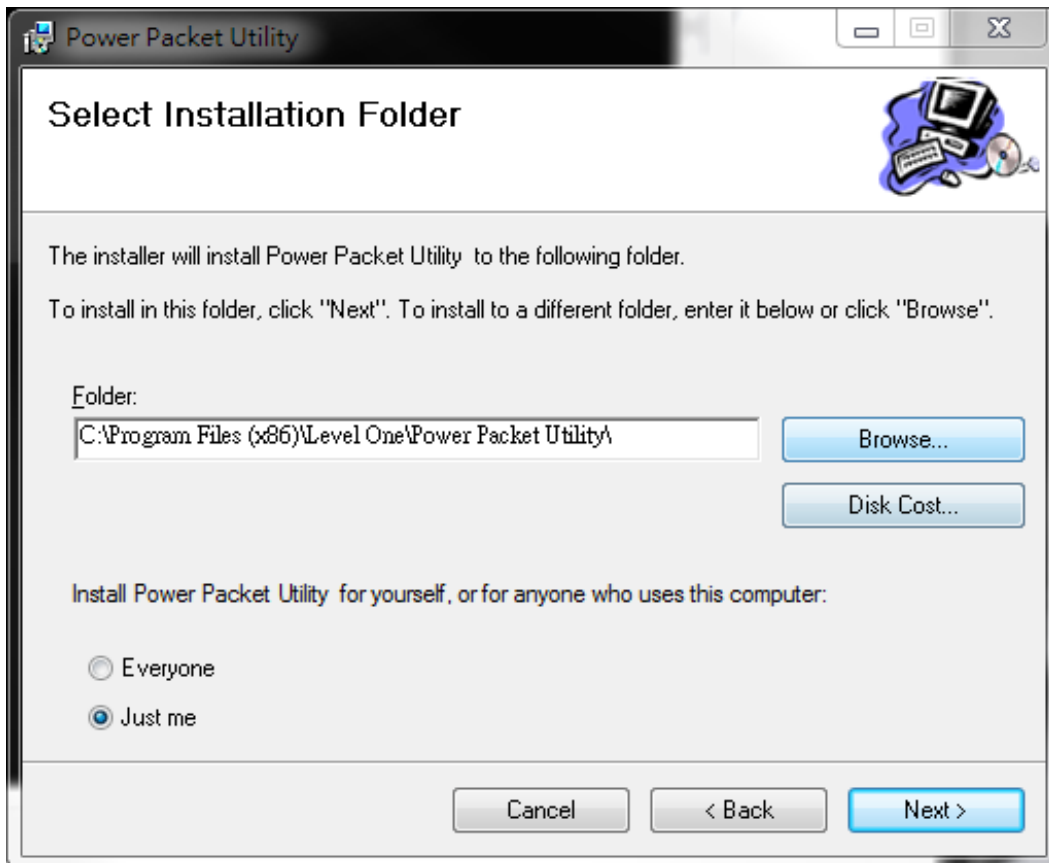 Power Packet Utility
Select Installation Folder
The installer will install Power Packet Utility to the following folder.
To install in this folder, click "Next". To install to a different folder, enter it below or click "Browse".
Folder:
C:\Program Files (x86)\Level One\Power Packet Utility\
Browse...
Disk Cost...
Install Power Packet Utility for yourself, or for anyone who uses this computer:
Everyone
Just me
Cancel
< Back
Next >